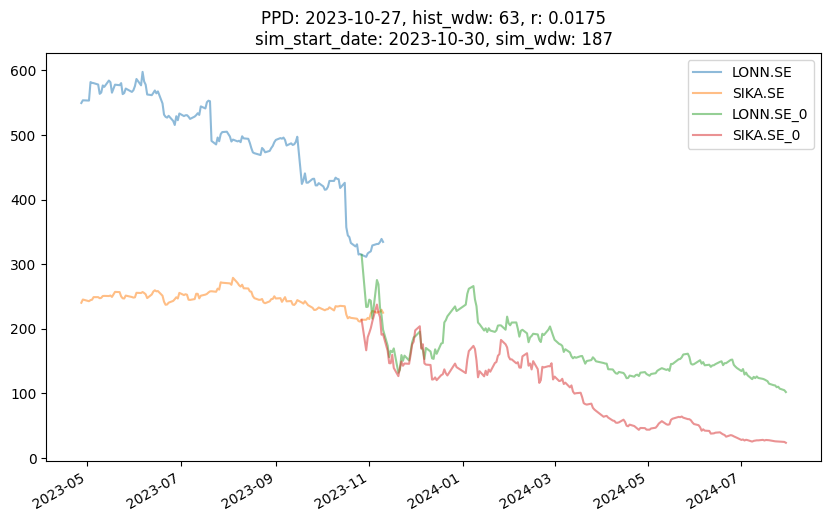 PPD: 2023-10-27, hist_wdw: 63, r: 0.0175
sim_start_date: 2023-10-30, sim_wdw: 187
LONN.SE
SIKA.SE
LONN.SE_0
SIKA.SE_0
600
500
400
300
200
100
0
2023-05
2023-07
2023-09
2023-11
2024-01
2024-03
2024-05
2024-07